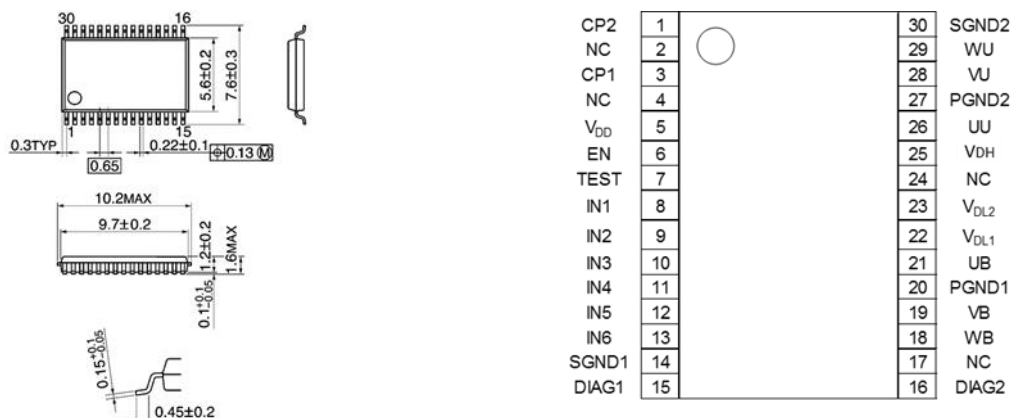 30 16
5.6±0.2
7.6±0.3
1 15
0.3TYP
0.65
0.22±0.1
⌖ 0.13 Ⓜ
10.2MAX
9.7±0.2
1.2±0.2
1.6MAX
0.1+0.1-0.05
0.15+0.1-0.05
0.45±0.2
CP2 1 30 SGND2
NC 2 29 WU
CP1 3 28 VU
NC 4 27 PGND2
VDD 5 26 UU
EN 6 25 VDH
TEST 7 24 NC
IN1 8 23 VDL2
IN2 9 22 VDL1
IN3 10 21 UB
IN4 11 20 PGND1
IN5 12 19 VB
IN6 13 18 WB
SGND1 14 17 NC
DIAG1 15 16 DIAG2